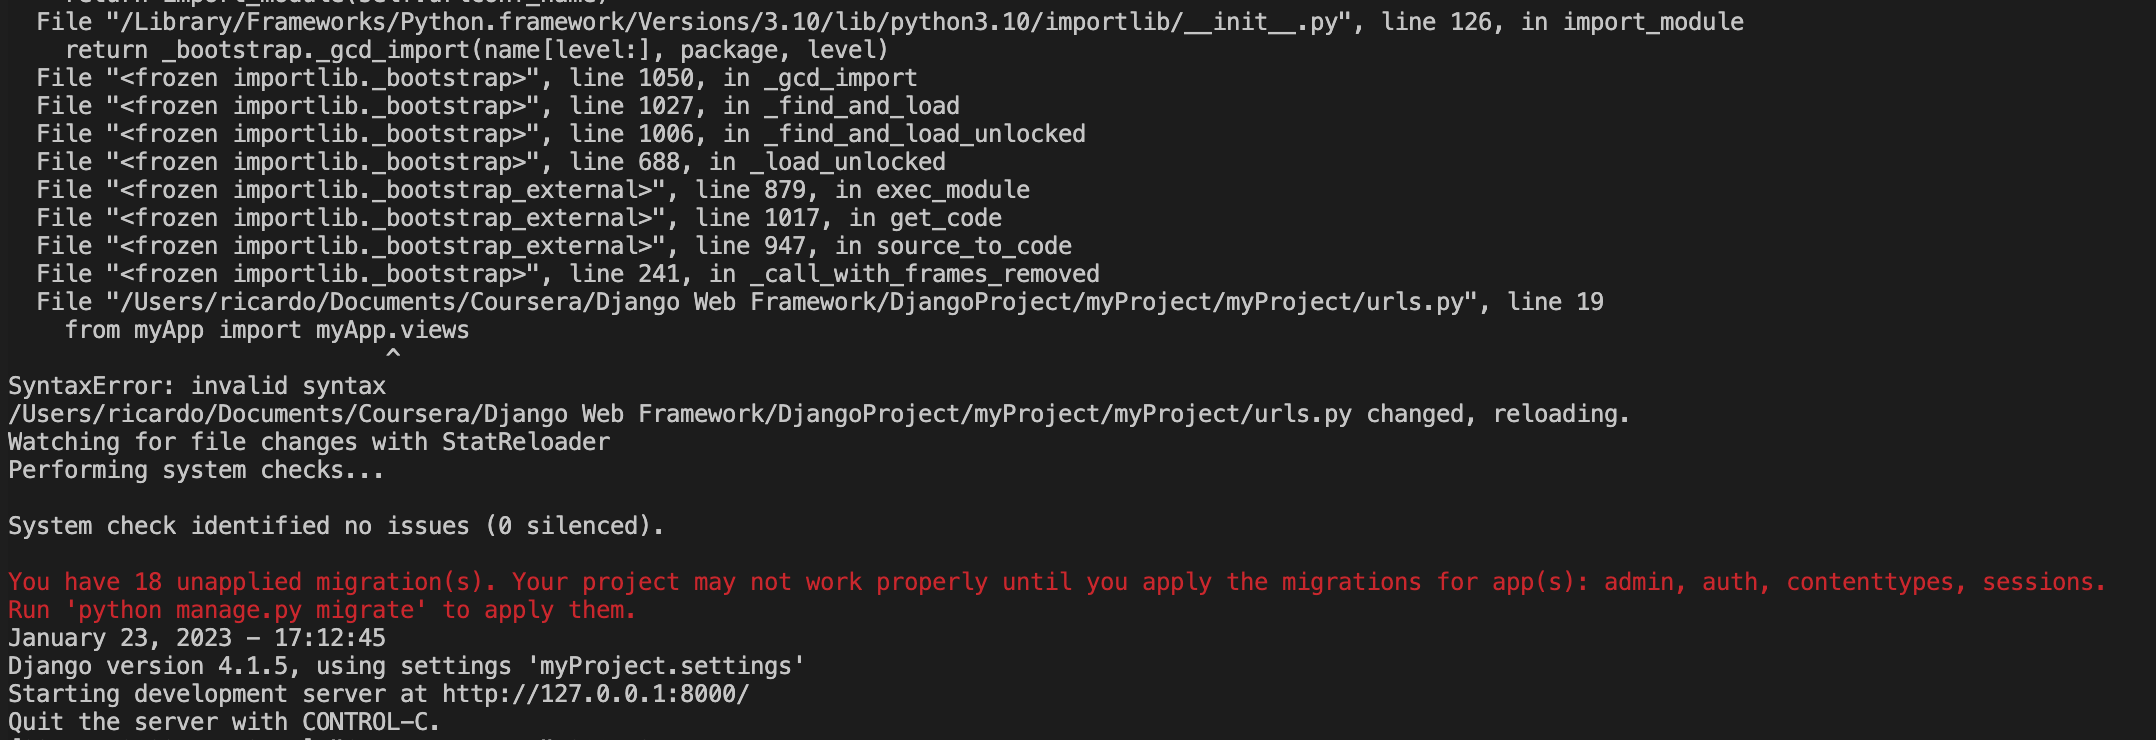 File "/Library/Frameworks/Python.framework/Versions/3.10/lib/python3.10/importlib/__init__.py", line 126, in import_module
return _bootstrap._gcd_import(name[level:], package, level)
File "<frozen importlib._bootstrap>", line 1050, in _gcd_import
File "<frozen importlib._bootstrap>", line 1027, in _find_and_load
File "<frozen importlib._bootstrap>", line 1006, in _find_and_load_unlocked
File "<frozen importlib._bootstrap>", line 688, in _load_unlocked
File "<frozen importlib._bootstrap_external>", line 879, in exec_module
File "<frozen importlib._bootstrap_external>", line 1017, in get_code
File "<frozen importlib._bootstrap_external>", line 947, in source_to_code
File "<frozen importlib._bootstrap>", line 241, in _call_with_frames_removed
File "/Users/ricardo/Documents/Coursera/Django Web Framework/DjangoProject/myProject/myProject/urls.py", line 19
from myApp import myApp.views
^
SyntaxError: invalid syntax
/Users/ricardo/Documents/Coursera/Django Web Framework/DjangoProject/myProject/myProject/urls.py changed, reloading.
Watching for file changes with StatReloader
Performing system checks...
System check identified no issues (0 silenced).
You have 18 unapplied migration(s). Your project may not work properly until you apply the migrations for app(s): admin, auth, contenttypes, sessions.
Run 'python manage.py migrate' to apply them.
January 23, 2023 - 17:12:45
Django version 4.1.5, using settings 'myProject.settings'
Starting development server at http://127.0.0.1:8000/
Quit the server with CONTROL-C.